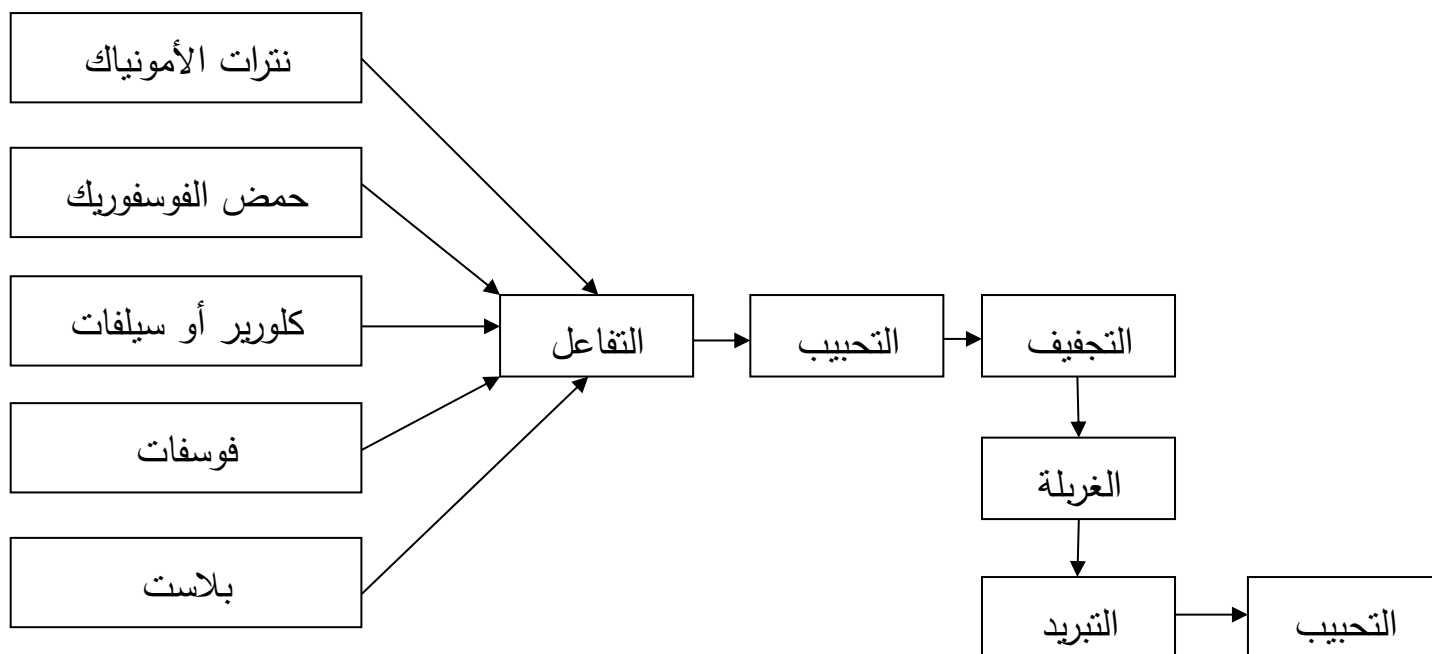 نترات الأمونياك
حمض الفوسفوريك
كلورير أو سيلفات
فوسفات
بلاست
التفاعل
التحبيب
التجفيف
الغربلة
التبريد
التحبيب